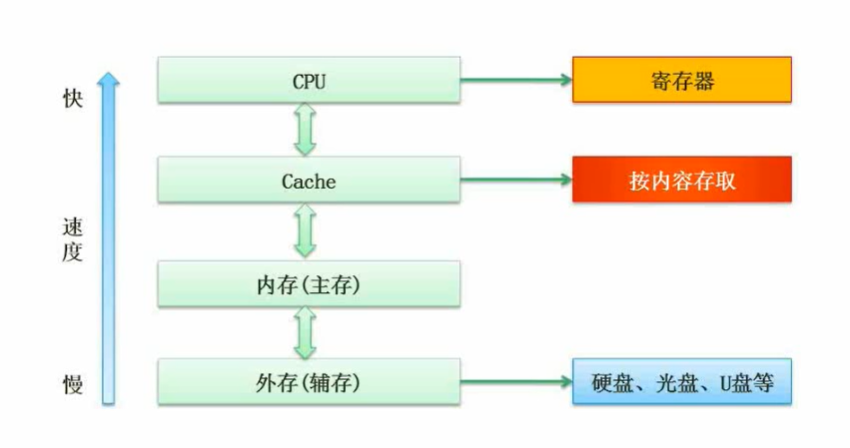 快
速
度
慢
CPU
寄存器
Cache
按内容存取
内存(主存)
外存(辅存)
硬盘、光盘、U盘等